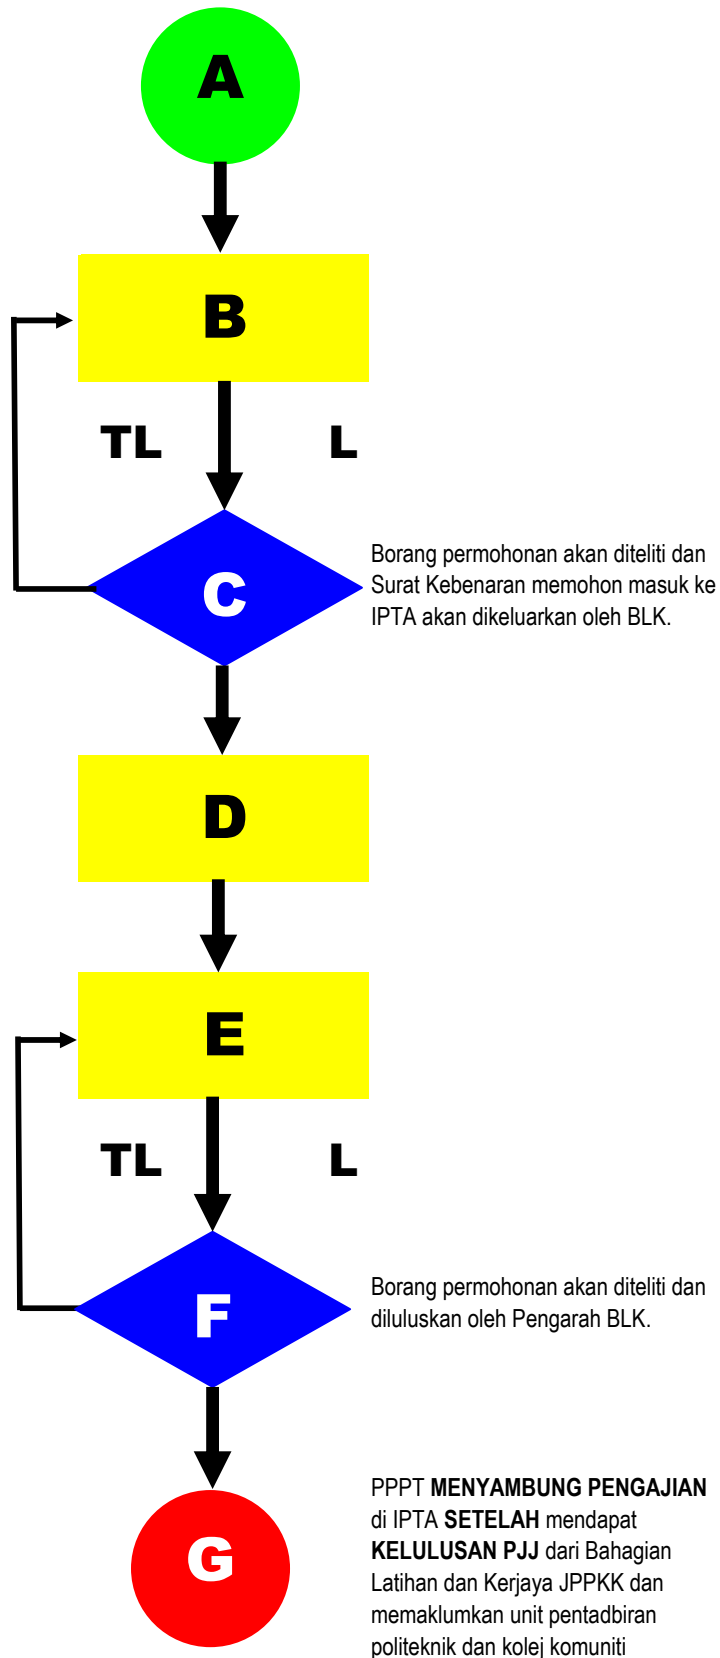 A
B
TL L
C
Borang permohonan akan diteliti dan
Surat Kebenaran memohon masuk ke
IPTA akan dikeluarkan oleh BLK.
D
E
TL L
F
Borang permohonan akan diteliti dan
diluluskan oleh Pengarah BLK.
G
PPPT MENYAMBUNG PENGAJIAN
di IPTA SETELAH mendapat
KELULUSAN PJJ dari Bahagian
Latihan dan Kerjaya JPPKK dan
memaklumkan unit pentadbiran
politeknik dan kolej komuniti